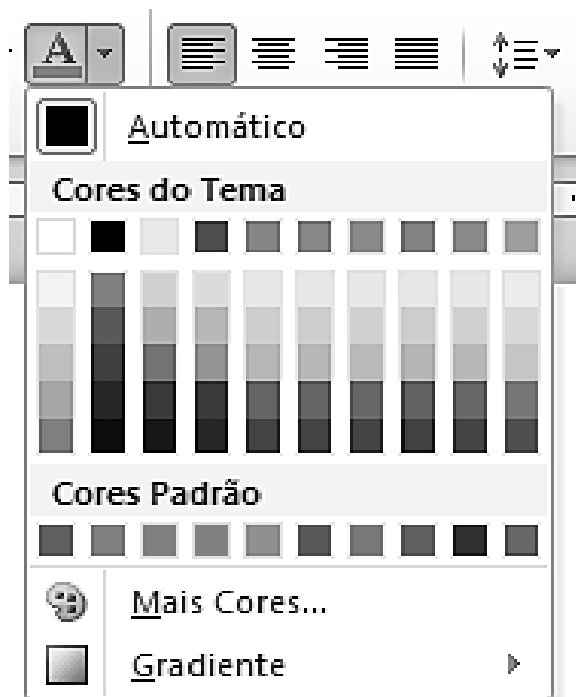 A
Automático
Cores do Tema
Cores Padrão
Mais Cores...
Gradiente